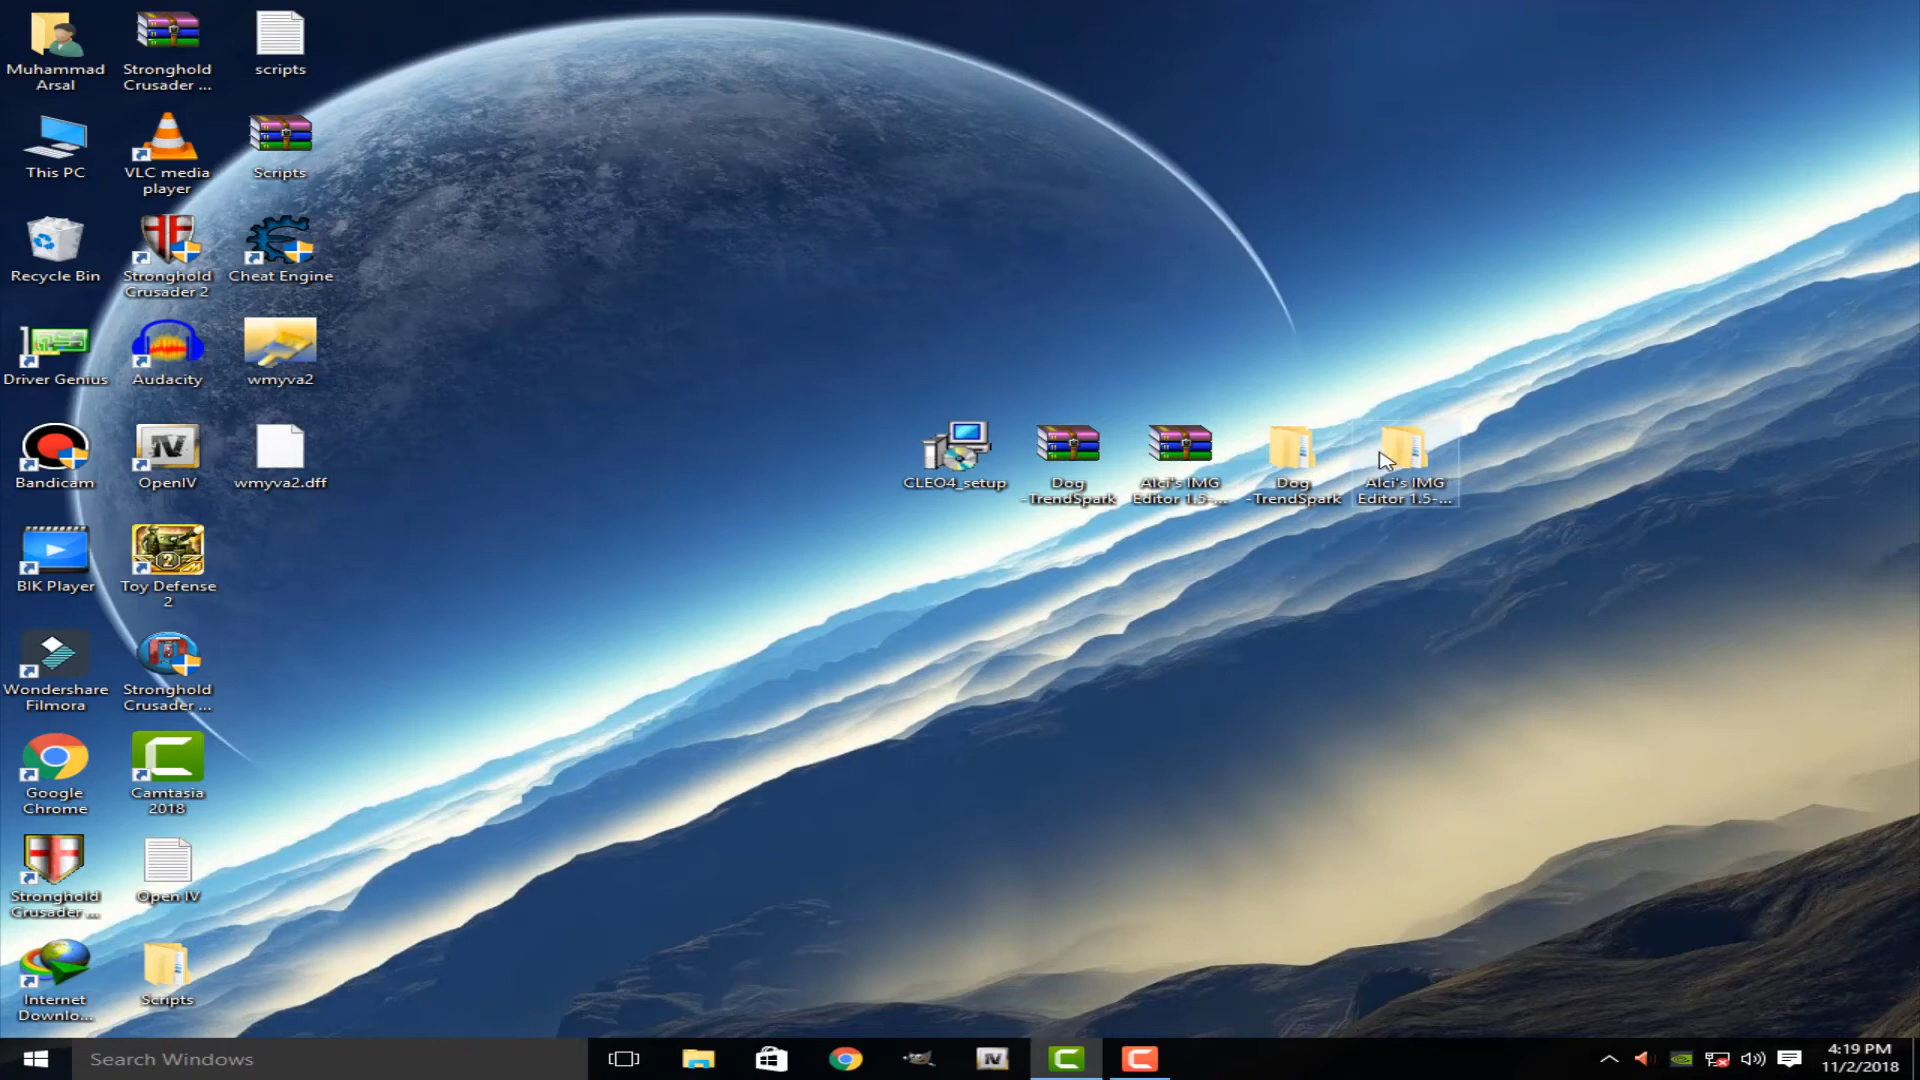 Muhammad
Arsal
Stronghold
Crusader ...
scripts
This PC
VLC media
player
Scripts
Recycle Bin
Stronghold
Crusader 2
Cheat Engine
Driver Genius
Audacity
wmyva2
Bandicam
OpenIV
wmyva2.dff
BIK Player
Toy Defense
2
Wondershare
Filmora
Stronghold
Crusader ...
Google
Chrome
Camtasia
2018
Stronghold
Crusader ...
Open IV
Internet
Downlo...
Scripts
CLEO4_setup
Dog
-TrendSpark
Alci's IMG
Editor 1.5-...
Dog
-TrendSpark
Alci's IMG
Editor 1.5-...
Search Windows
IV
4:19 PM
11/2/2018